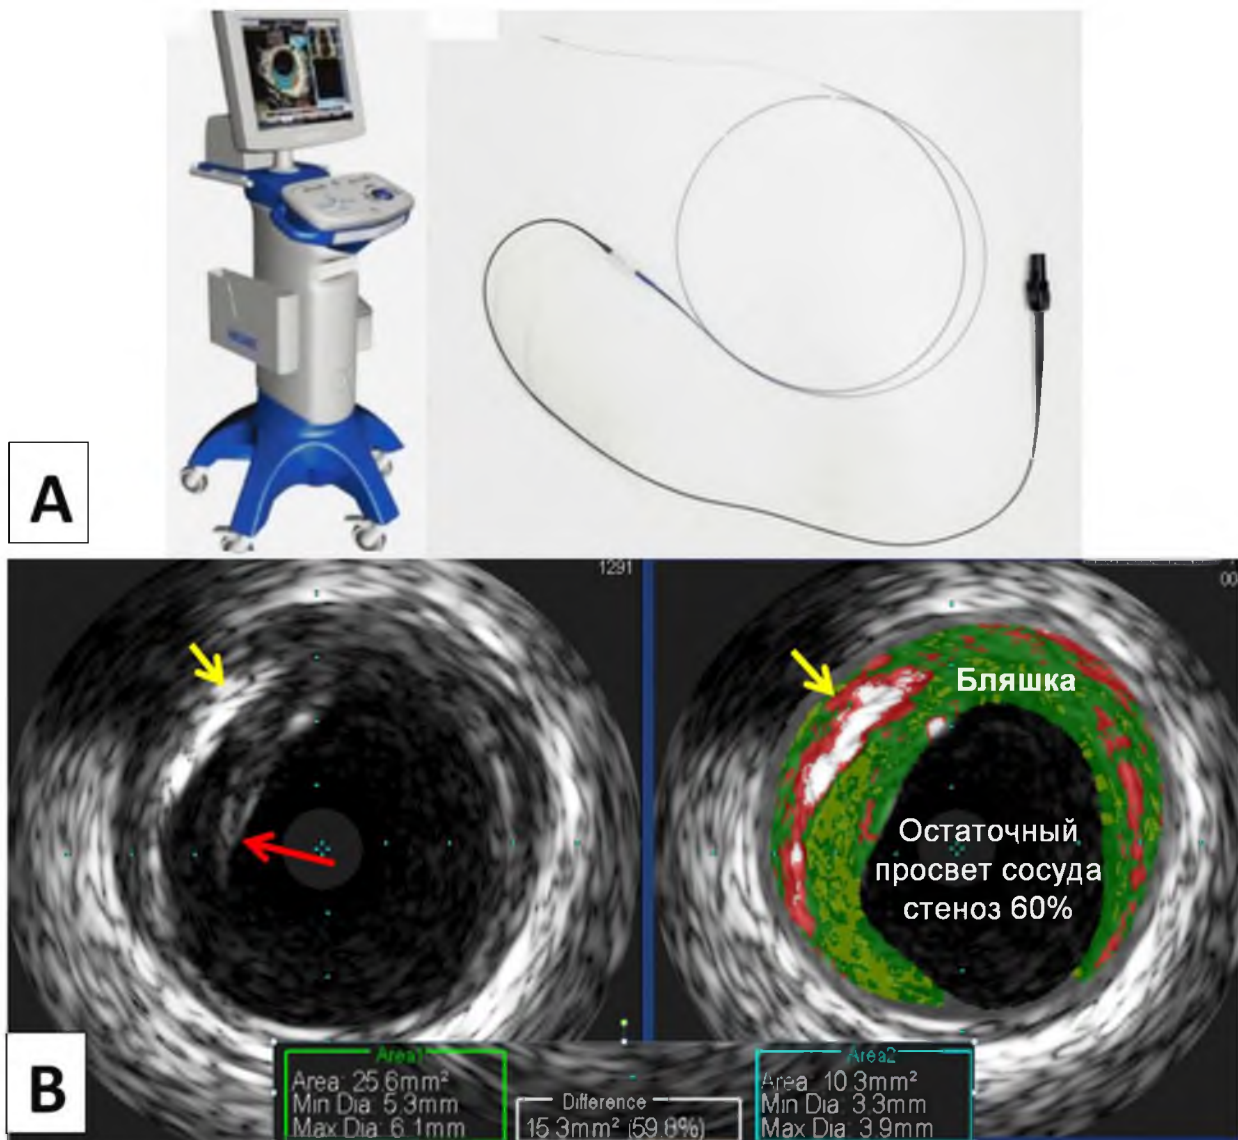 A
1291
00
Бляшка
Остаточный
просвет сосуда
стеноз 60%
B
Area1
Area: 25.6mm²
Min Dia: 5.3mm
Max Dia: 6.1mm
Difference
15.3mm² (59.8%)
Area2
Area: 10.3mm²
Min Dia: 3.3mm
Max Dia: 3.9mm